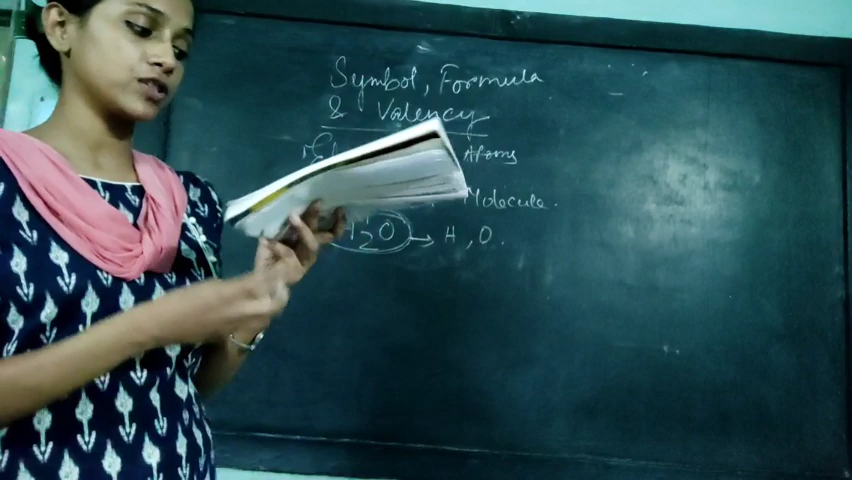 Symbol, Formula
& Valency
Atoms
Molecule.
H₂O → H, O.